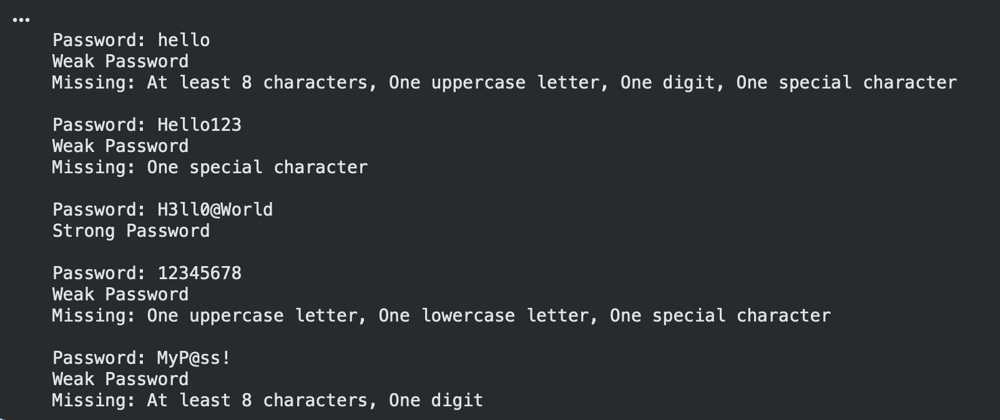 ...
Password: hello
Weak Password
Missing: At least 8 characters, One uppercase letter, One digit, One special character
Password: Hello123
Weak Password
Missing: One special character
Password: H3ll0@World
Strong Password
Password: 12345678
Weak Password
Missing: One uppercase letter, One lowercase letter, One special character
Password: MyP@ss!
Weak Password
Missing: At least 8 characters, One digit